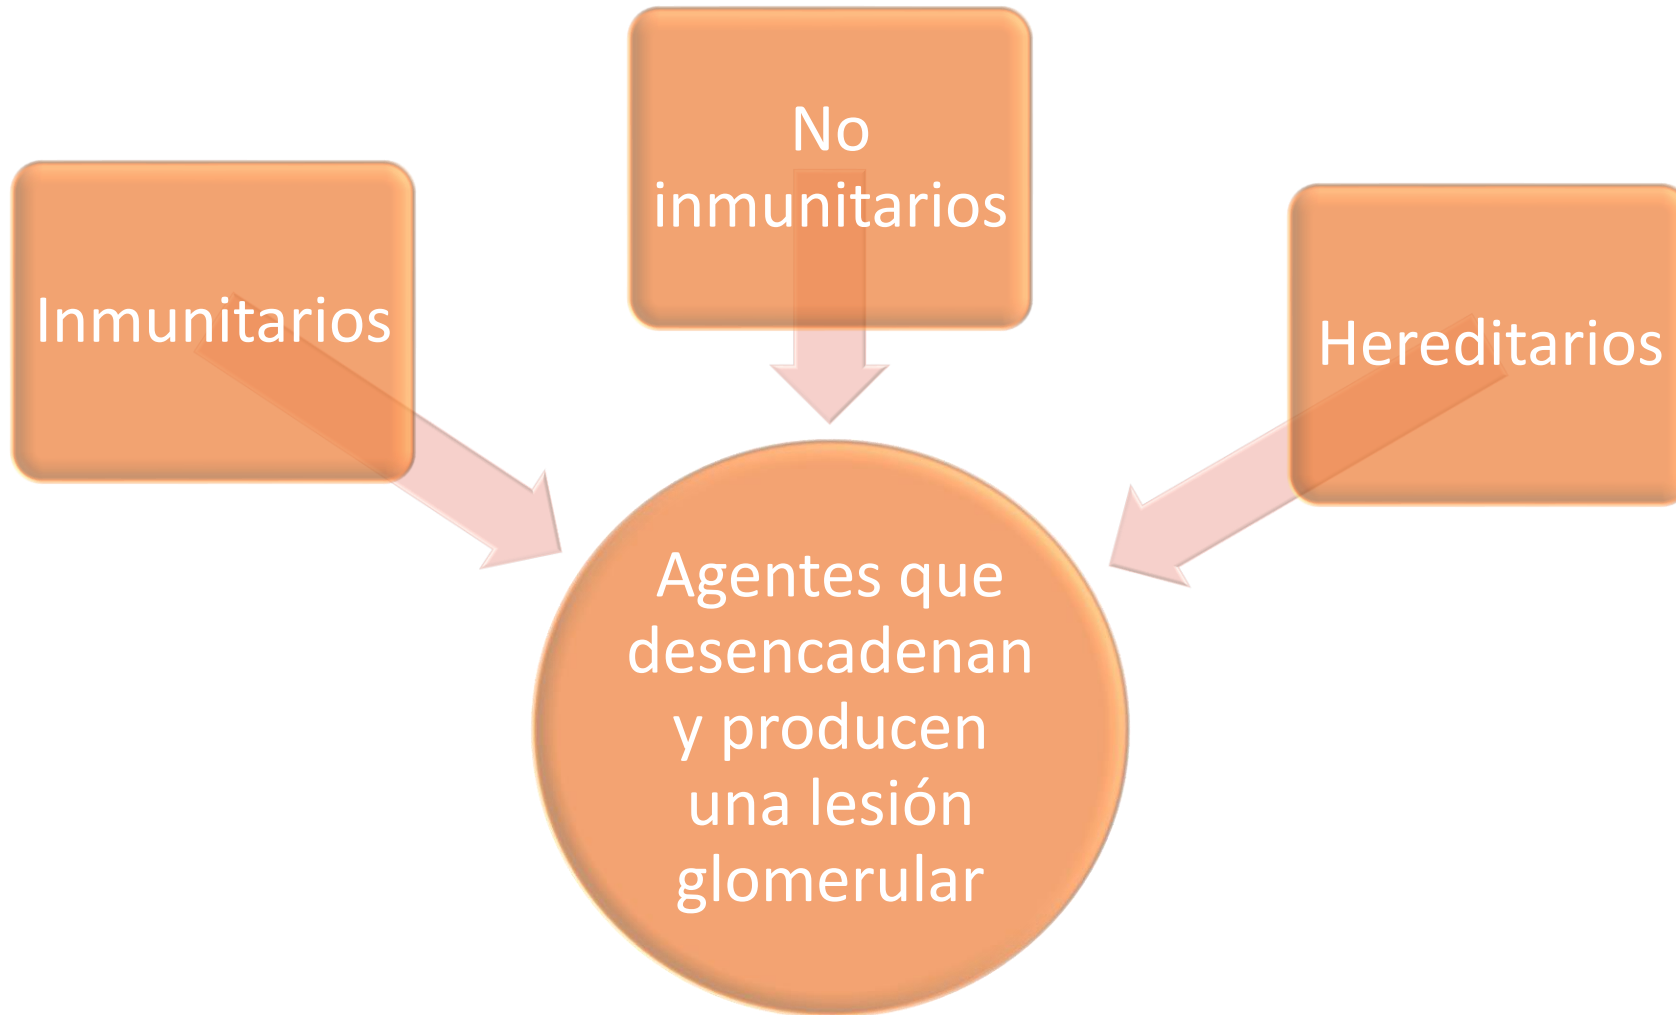 Inmunitarios
No
inmunitarios
Hereditarios
Agentes que
desencadenan
y producen
una lesión
glomerular